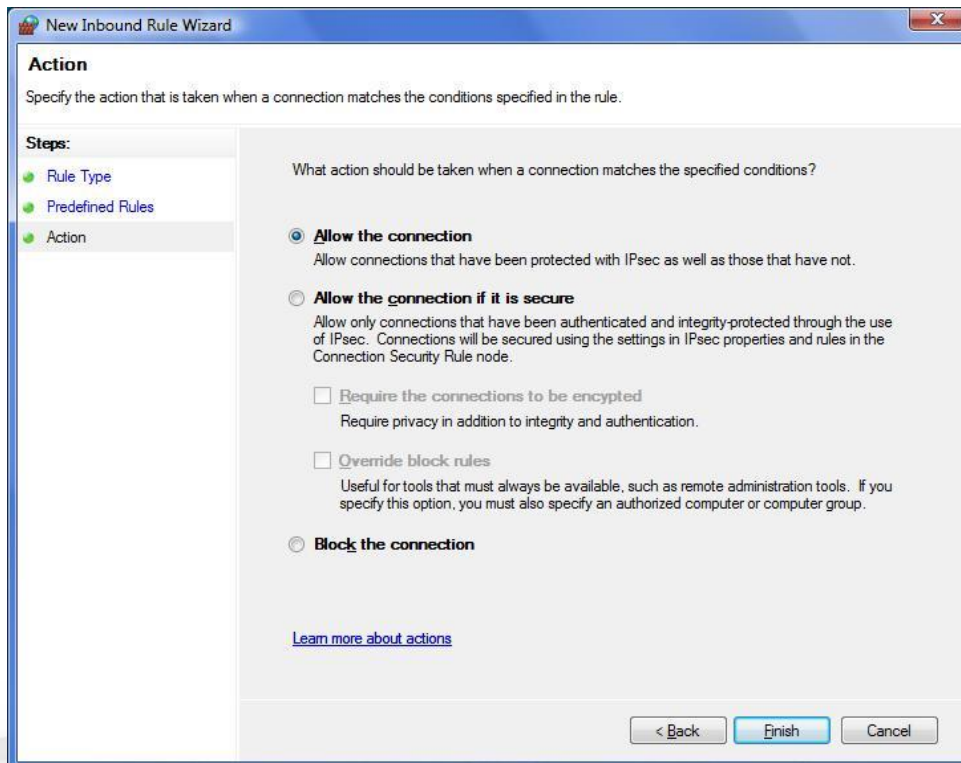 New Inbound Rule Wizard
Action
Specify the action that is taken when a connection matches the conditions specified in the rule.
Steps:
Rule Type
Predefined Rules
Action
What action should be taken when a connection matches the specified conditions?
Allow the connection
Allow connections that have been protected with IPsec as well as those that have not.
Allow the connection if it is secure
Allow only connections that have been authenticated and integrity-protected through the use
of IPsec. Connections will be secured using the settings in IPsec properties and rules in the
Connection Security Rule node.
Require the connections to be encrypted
Require privacy in addition to integrity and authentication.
Override block rules
Useful for tools that must always be available, such as remote administration tools. If you
specify this option, you must also specify an authorized computer or computer group.
Block the connection
Learn more about actions
< Back
Finish
Cancel